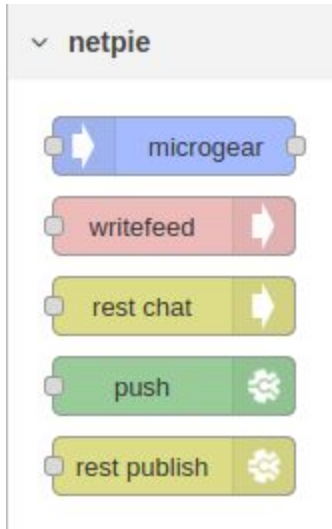 netpie
microgear
writefeed
rest chat
push
rest publish